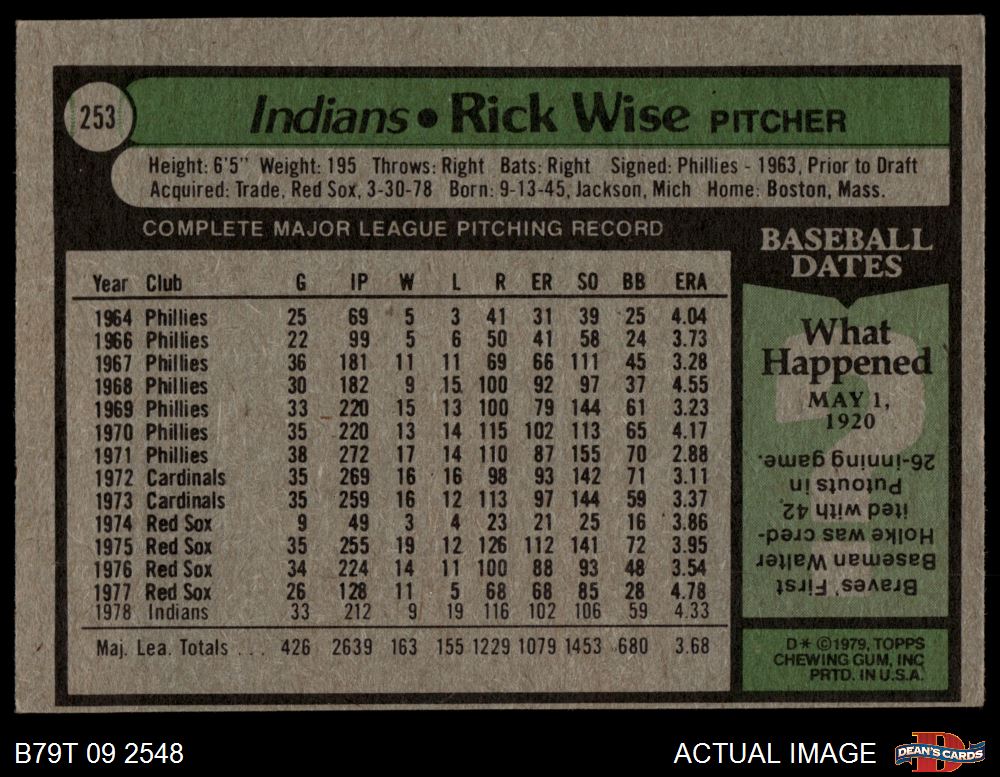 253
Indians • Rick Wise PITCHER
Height: 6'5" Weight: 195 Throws: Right Bats: Right Signed: Phillies - 1963, Prior to Draft
Acquired: Trade, Red Sox, 3-30-78 Born: 9-13-45, Jackson, Mich Home: Boston, Mass.
COMPLETE MAJOR LEAGUE PITCHING RECORD
Year Club G IP W L R ER SO BB ERA
1964 Phillies 25 69 5 3 41 31 39 25 4.04
1966 Phillies 22 99 5 6 50 41 58 24 3.73
1967 Phillies 36 181 11 11 69 66 111 45 3.28
1968 Phillies 30 182 9 15 100 92 97 37 4.55
1969 Phillies 33 220 15 13 100 79 144 61 3.23
1970 Phillies 35 220 13 14 115 102 113 65 4.17
1971 Phillies 38 272 17 14 110 87 155 70 2.88
1972 Cardinals 35 269 16 16 98 93 142 71 3.11
1973 Cardinals 35 259 16 12 113 97 144 59 3.37
1974 Red Sox 9 49 3 4 23 21 25 16 3.86
1975 Red Sox 35 255 19 12 126 112 141 72 3.95
1976 Red Sox 34 224 14 11 100 88 93 48 3.54
1977 Red Sox 26 128 11 5 68 68 85 28 4.78
1978 Indians 33 212 9 19 116 102 106 59 4.33
Maj. Lea. Totals . . . 426 2639 163 155 1229 1079 1453 680 3.68
BASEBALL
DATES
What
Happened
MAY 1,
1920
Braves' First
Baseman Walter
Holke was cred-
ited with 42
Putouts in
26-inning game.
D* ©1979, TOPPS
CHEWING GUM, INC
PRTD. IN U.S.A.
B79T 09 2548
ACTUAL IMAGE
DEAN'S CARDS